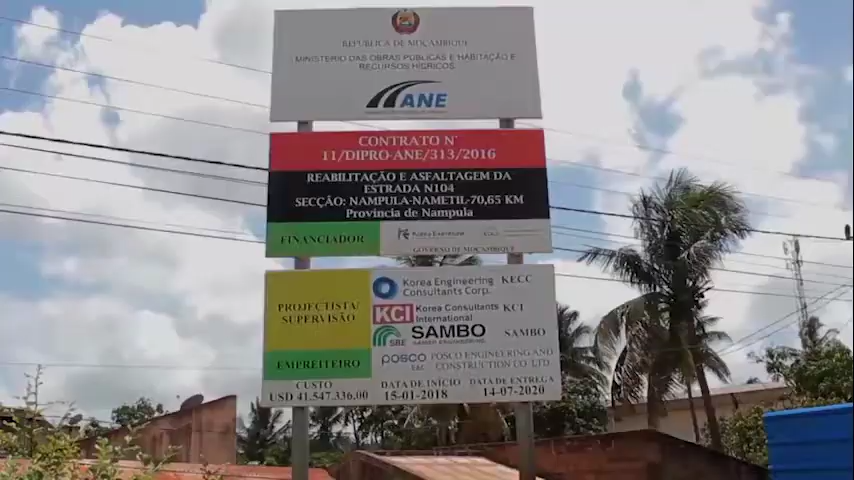 REPÚBLICA DE MOÇAMBIQUE
MINISTÉRIO DAS OBRAS PÚBLICAS E HABITAÇÃO E
RECURSOS HÍDRICOS
ANE
CONTRATO Nº
11/DIPRO-ANE/313/2016
REABILITAÇÃO E ASFALTAGEM DA
ESTRADA N104
SECÇÃO: NAMPULA-NAMETIL-70,65 KM
Província de Nampula
FINANCIADOR
Korea Eximbank
GOVERNO DE MOÇAMBIQUE
PROJECTISTA/
SUPERVISÃO
Korea Engineering KECC
Consultants Corp.
KCI Korea Consultants KCI
International
SBE SAMBO SAMBO
EMPREITEIRO
posco POSCO ENGINEERING AND
E&C CONSTRUCTION CO LTD
CUSTO DATA DE INÍCIO DATA DE ENTREGA
USD 41.547.336.00 15-01-2018 14-07-2020